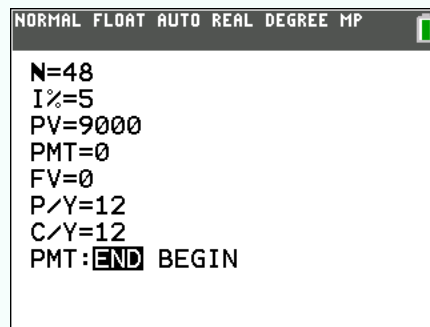 NORMAL FLOAT AUTO REAL DEGREE MP
N=48
I%=5
PV=9000
PMT=0
FV=0
P/Y=12
C/Y=12
PMT:END BEGIN